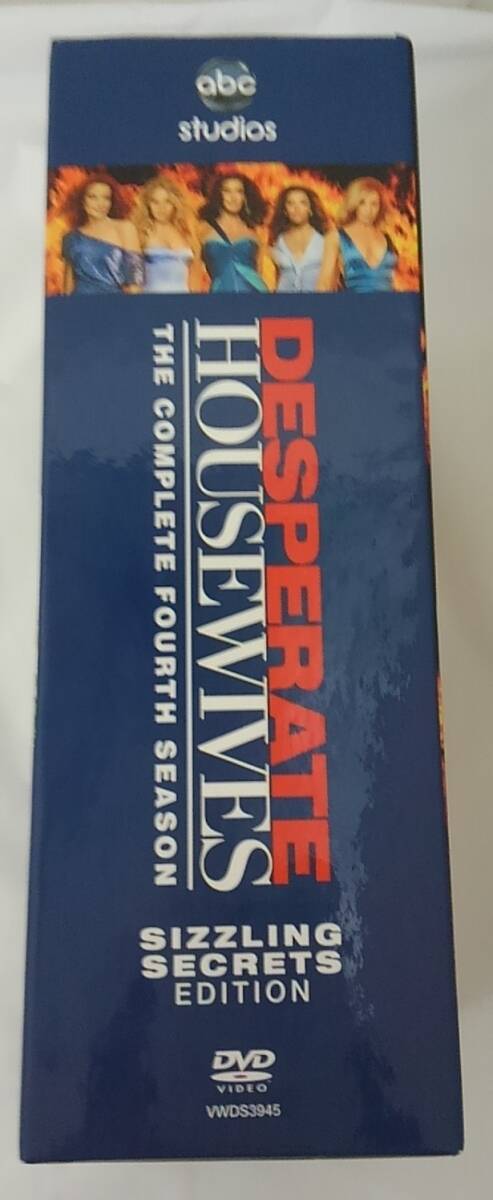 abc
studios
DESPERATE
HOUSEWIVES
THE COMPLETE FOURTH SEASON
SIZZLING
SECRETS
EDITION
DVD
VIDEO
VWDS3945